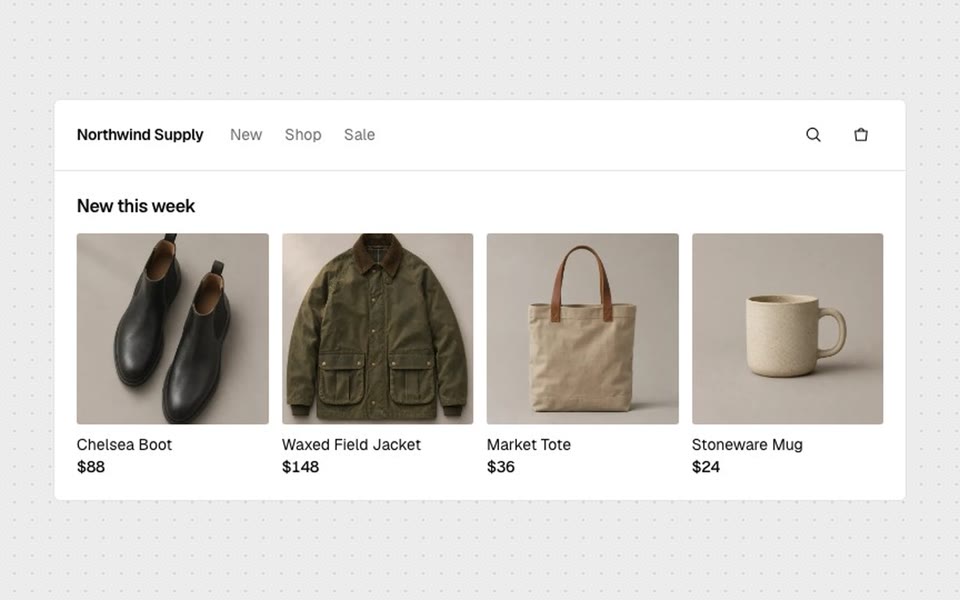 Northwind Supply New Shop Sale
New this week
Chelsea Boot Waxed Field Jacket Market Tote Stoneware Mug
$88 $148 $36 $24